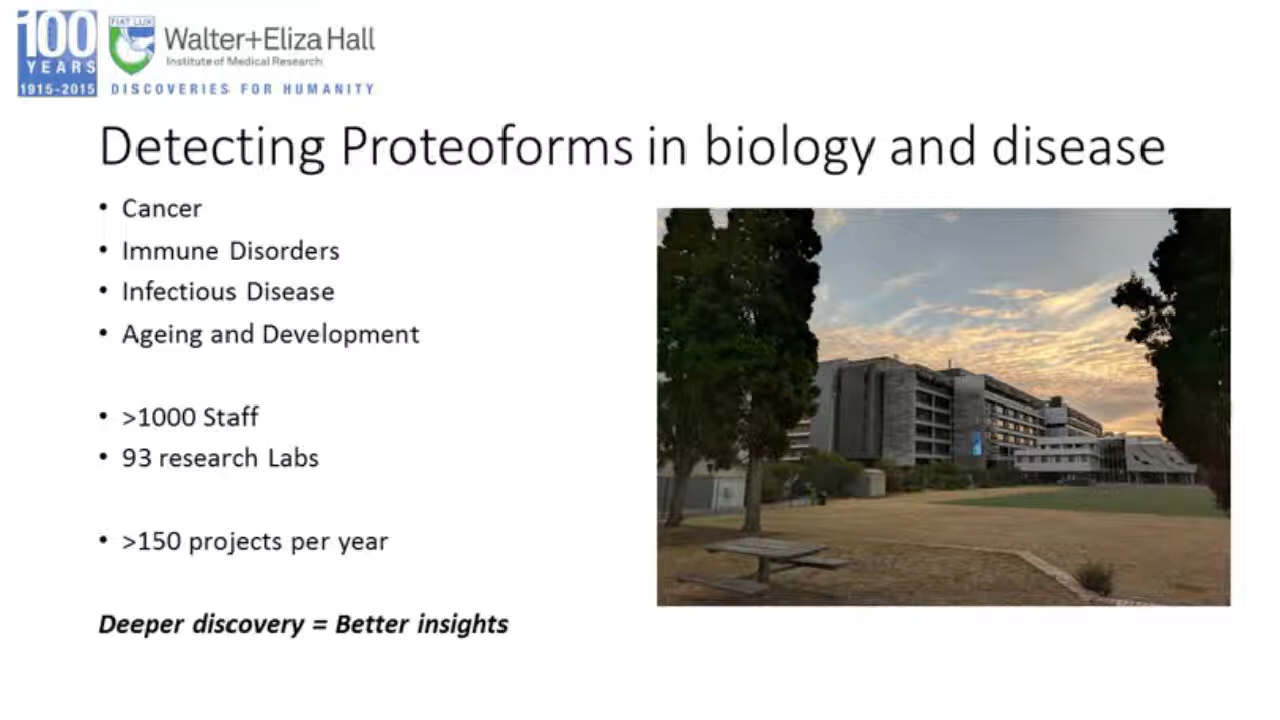 100
YEARS
1915-2015
FIAT LUX
Walter+Eliza Hall
Institute of Medical Research
DISCOVERIES FOR HUMANITY
Detecting Proteoforms in biology and disease
• Cancer
• Immune Disorders
• Infectious Disease
• Ageing and Development
• >1000 Staff
• 93 research Labs
• >150 projects per year
Deeper discovery = Better insights